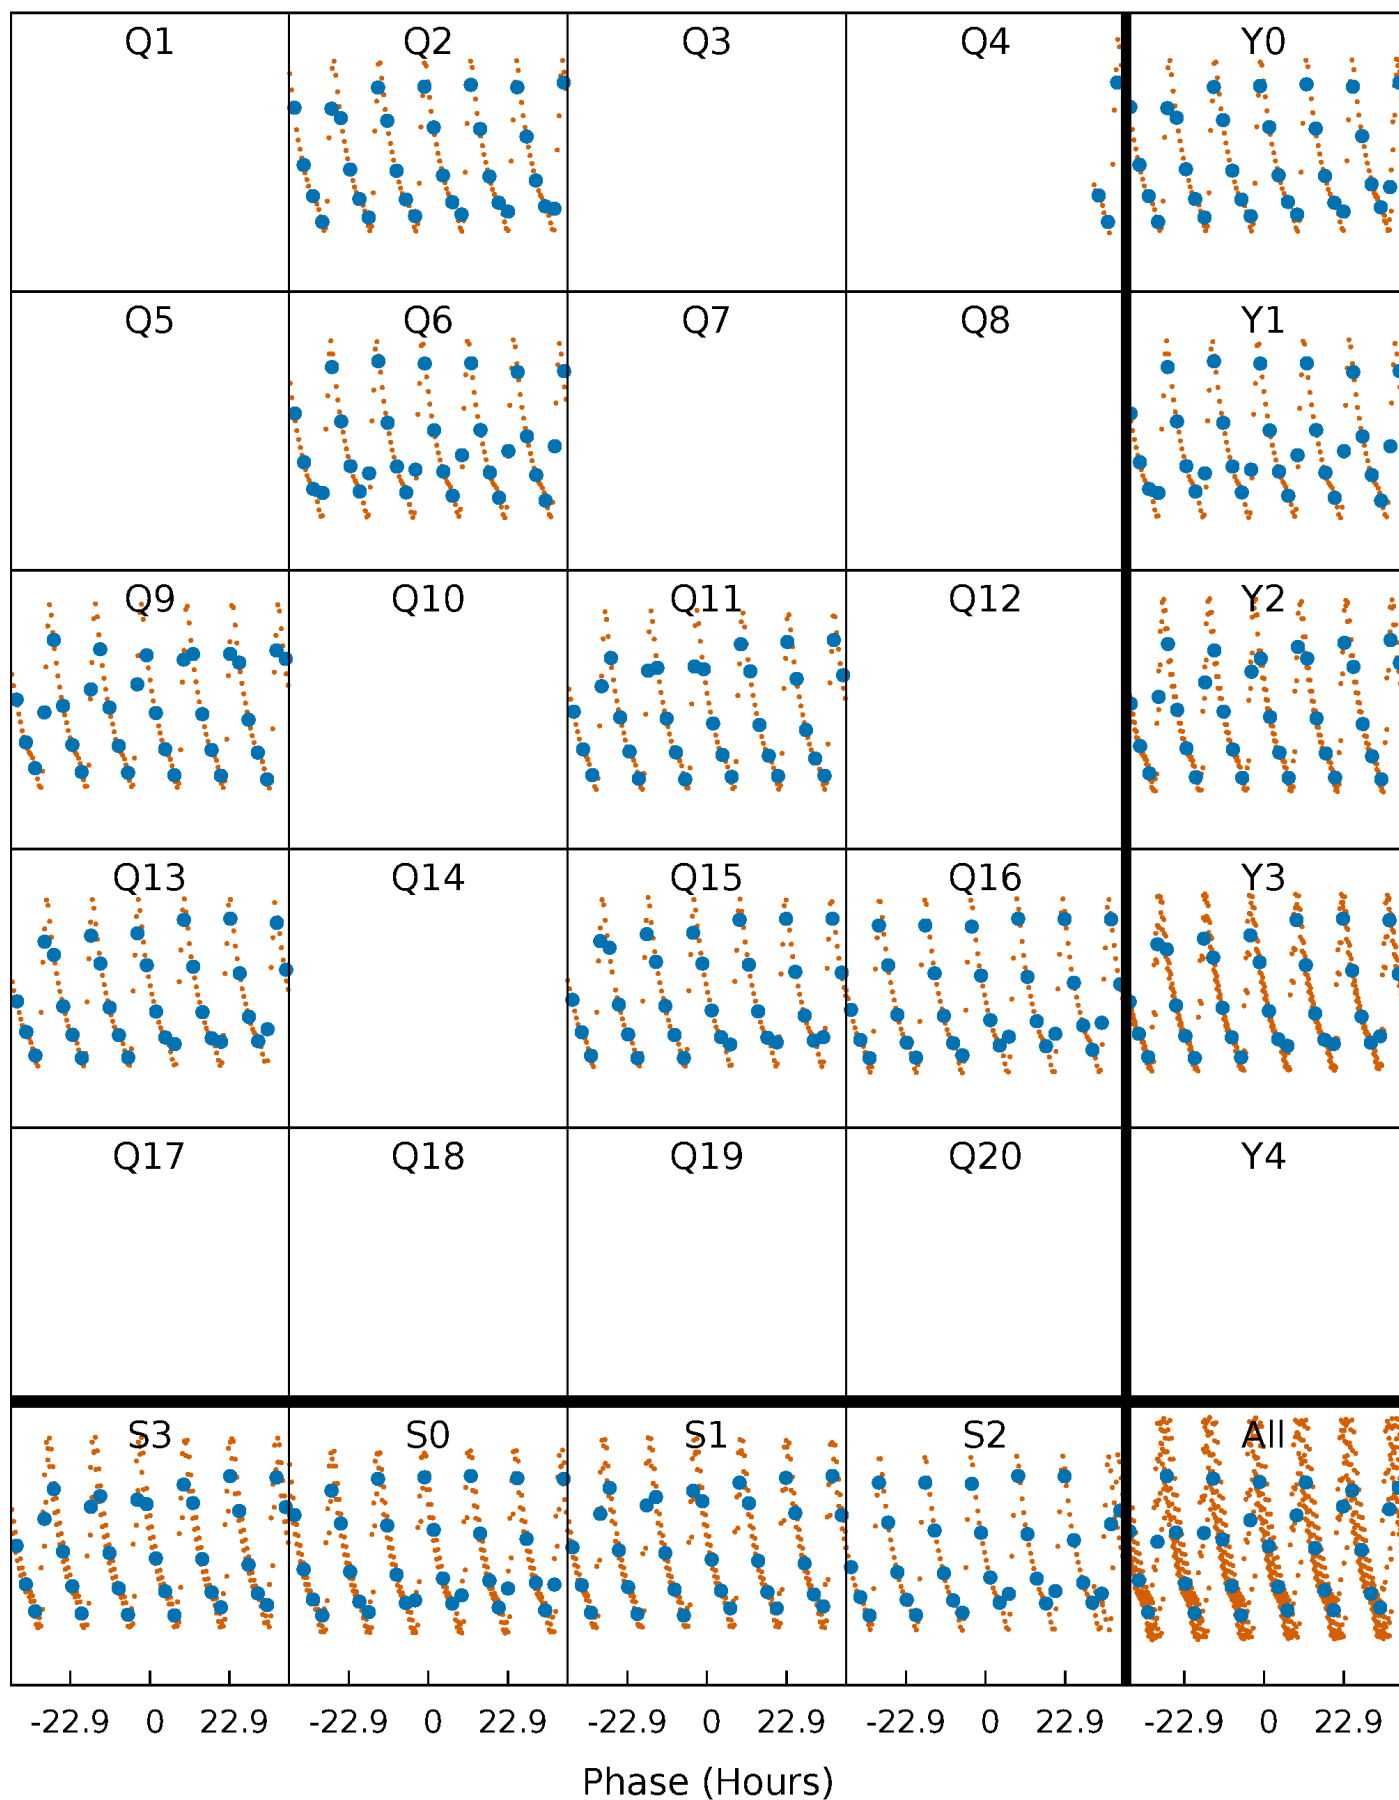 Q1 Q2 Q3 Q4 Y0
Q5 Q6 Q7 Q8 Y1
Q9 Q10 Q11 Q12 Y2
Q13 Q14 Q15 Q16 Y3
Q17 Q18 Q19 Q20 Y4
S3 S0 S1 S2 All
-22.9 0 22.9 -22.9 0 22.9 -22.9 0 22.9 -22.9 0 22.9 -22.9 0 22.9
Phase (Hours)